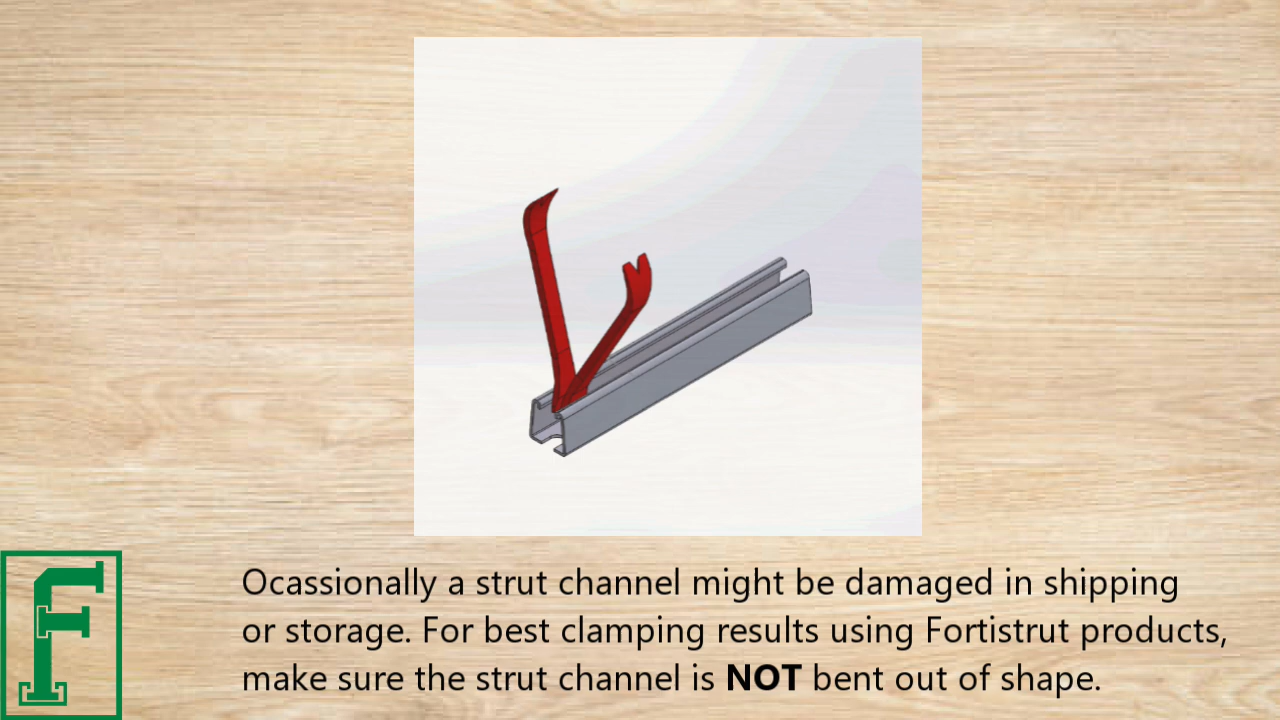 Ocassionally a strut channel might be damaged in shipping
or storage. For best clamping results using Fortistrut products,
make sure the strut channel is NOT bent out of shape.
F